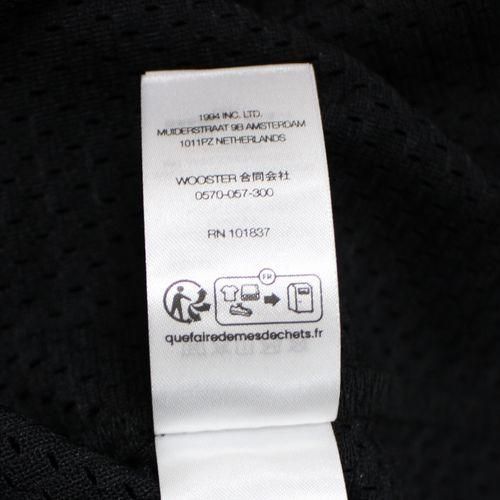 1994 INC. LTD.
MUIDERSTRAAT 9B AMSTERDAM
1011PZ NETHERLANDS
WOOSTER 合同会社
0570-057-300
RN 101837
FR
quefairedemesdechets.fr